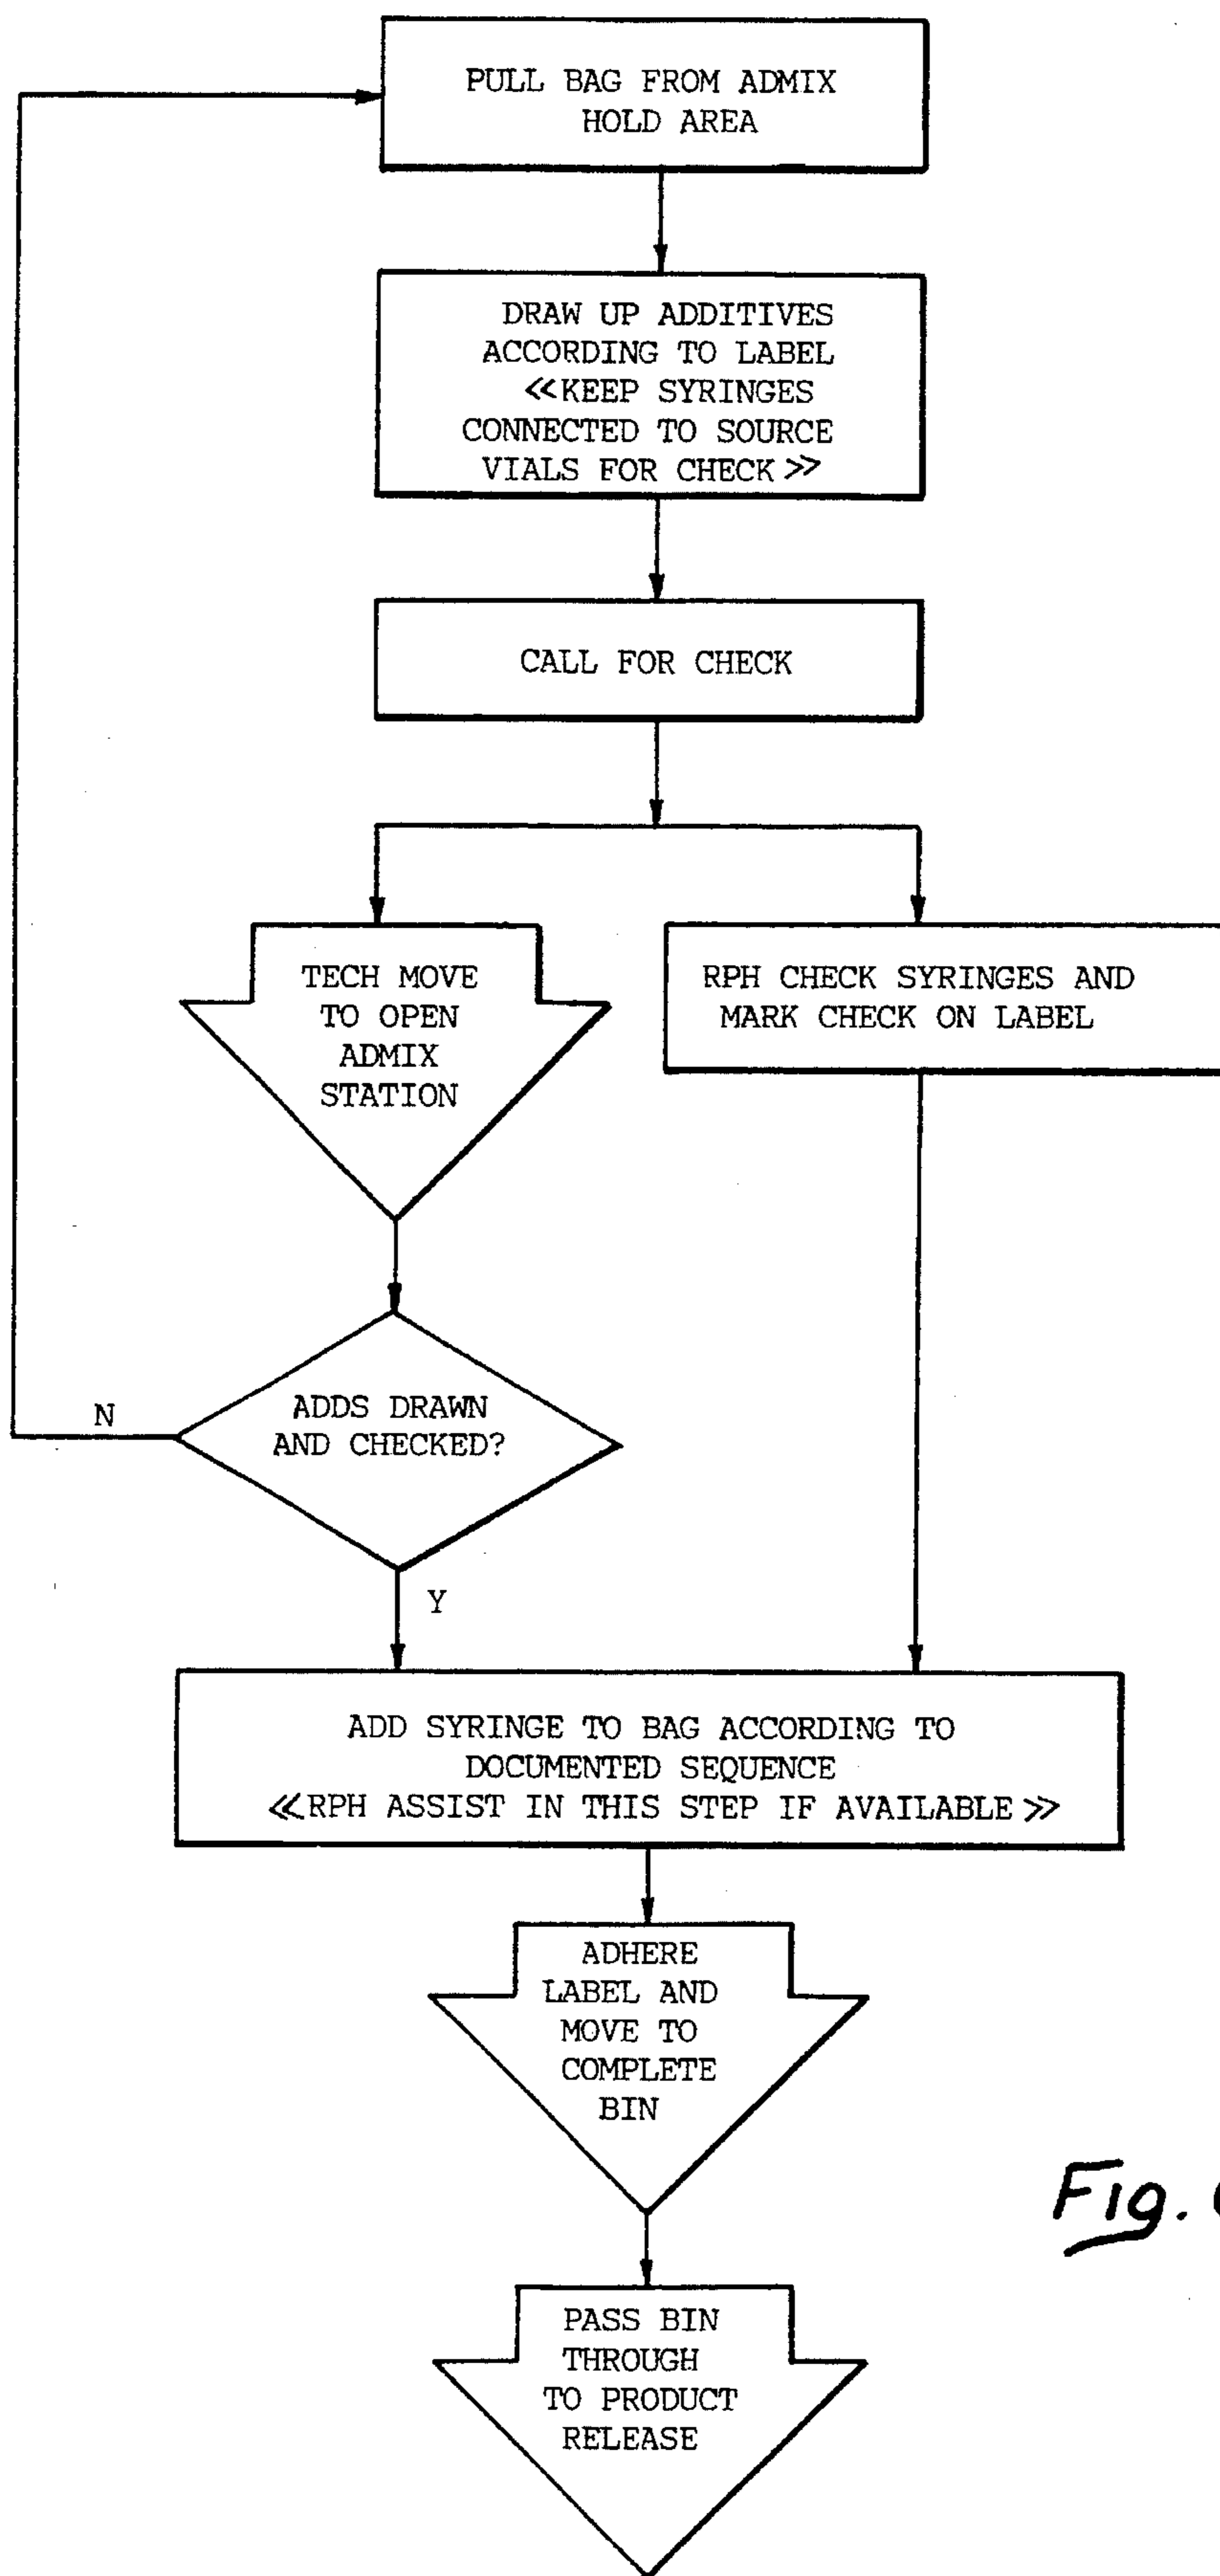 PULL BAG FROM ADMIX
HOLD AREA
DRAW UP ADDITIVES
ACCORDING TO LABEL
≪KEEP SYRINGES
CONNECTED TO SOURCE
VIALS FOR CHECK≫
CALL FOR CHECK
TECH MOVE
TO OPEN
ADMIX
STATION
RPH CHECK SYRINGES AND
MARK CHECK ON LABEL
ADDS DRAWN
AND CHECKED?
N
Y
ADD SYRINGE TO BAG ACCORDING TO
DOCUMENTED SEQUENCE
≪RPH ASSIST IN THIS STEP IF AVAILABLE≫
ADHERE
LABEL AND
MOVE TO
COMPLETE
BIN
Fig.
PASS BIN
THROUGH
TO PRODUCT
RELEASE